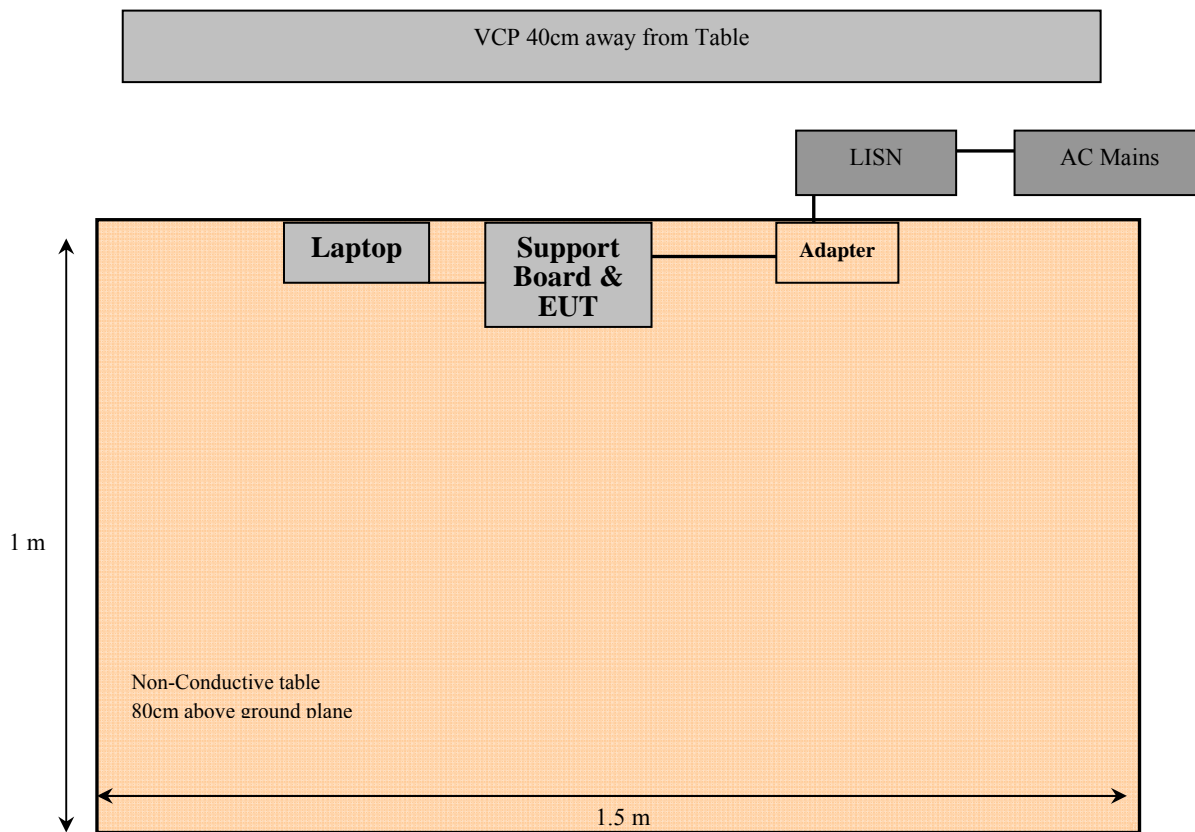 VCP 40cm away from Table
LISN
AC Mains
Laptop
Support
Board &
EUT
Adapter
1 m
Non-Conductive table
80cm above ground plane
1.5 m